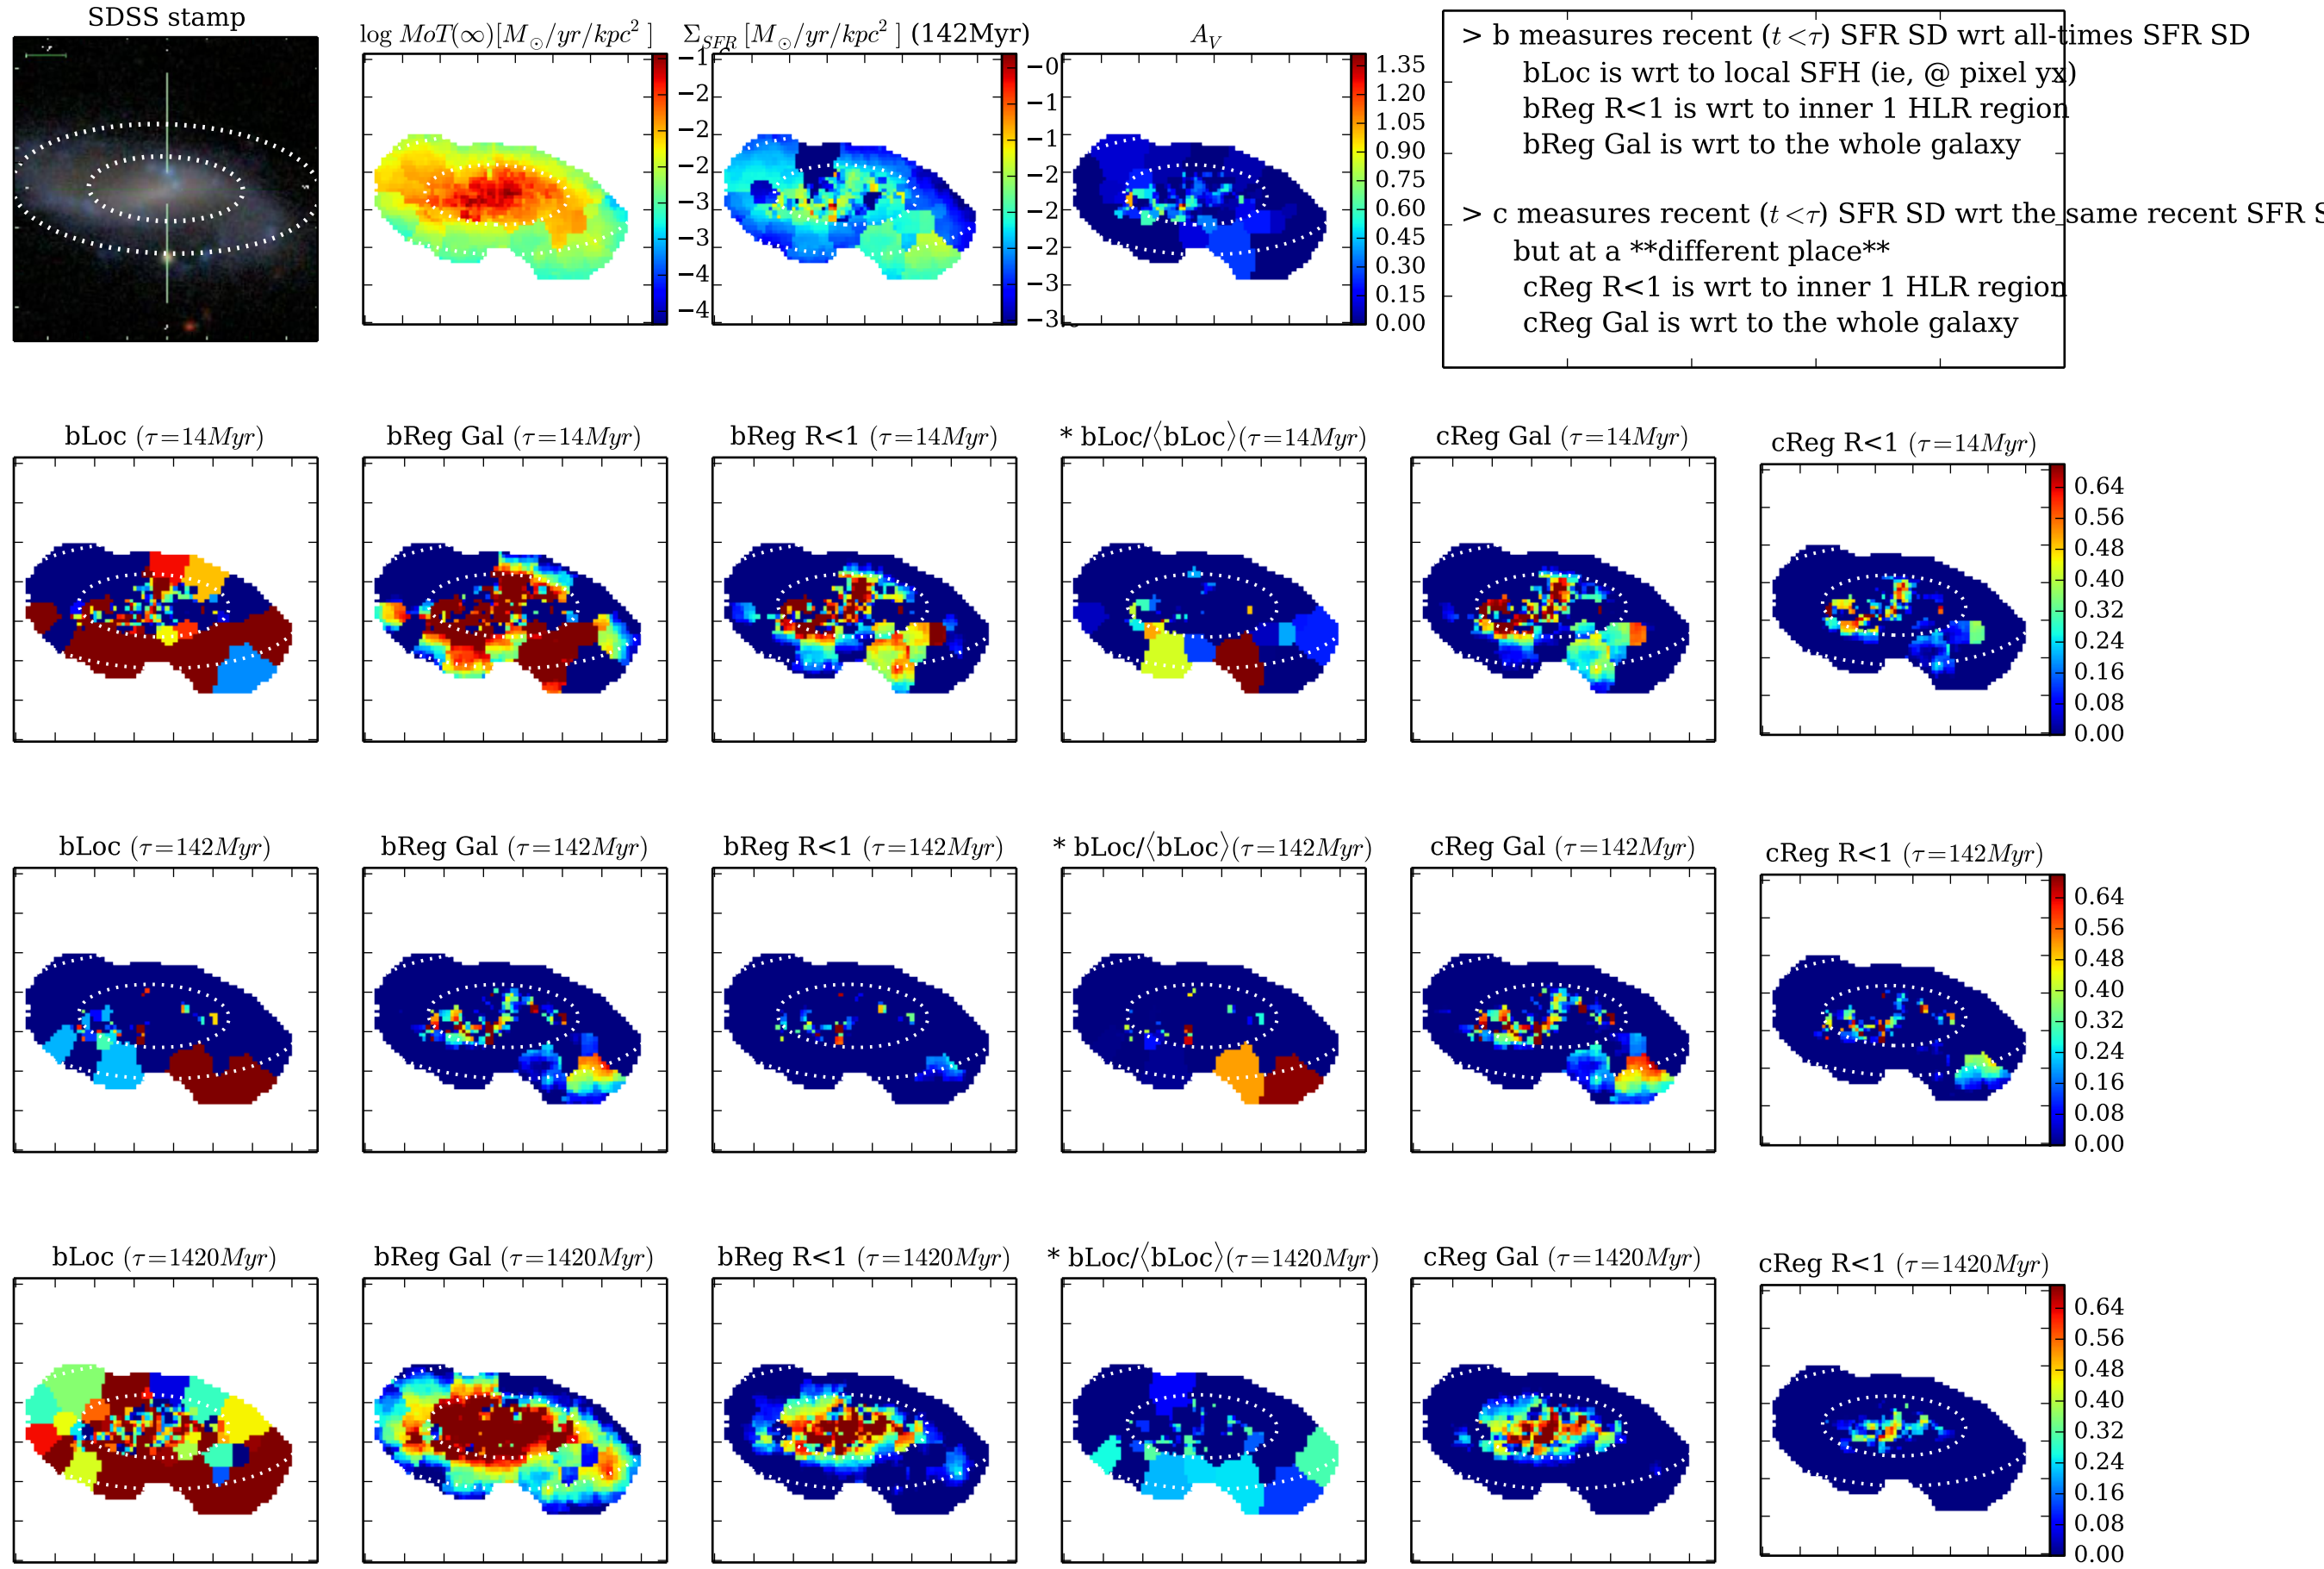 SDSS stamp
log MoT(∞)[M⊙/yr/kpc² ]
Σ_SFR [M⊙/yr/kpc² ] (142Myr)
A_V
−1
−2
−2
−2
−3
−3
−4
−4
−0
−1
−1
−2
−2
−2
−3
−3
1.35
1.20
1.05
0.90
0.75
0.60
0.45
0.30
0.15
0.00
> b measures recent (t <τ) SFR SD wrt all-times SFR SD
bLoc is wrt to local SFH (ie, @ pixel yx)
bReg R<1 is wrt to inner 1 HLR region
bReg Gal is wrt to the whole galaxy
> c measures recent (t <τ) SFR SD wrt the same recent SFR S
but at a **different place**
cReg R<1 is wrt to inner 1 HLR region
cReg Gal is wrt to the whole galaxy
bLoc (τ=14Myr)
bReg Gal (τ=14Myr)
bReg R<1 (τ=14Myr)
* bLoc/⟨bLoc⟩(τ=14Myr)
cReg Gal (τ=14Myr)
cReg R<1 (τ=14Myr)
0.64
0.56
0.48
0.40
0.32
0.24
0.16
0.08
0.00
bLoc (τ=142Myr)
bReg Gal (τ=142Myr)
bReg R<1 (τ=142Myr)
* bLoc/⟨bLoc⟩(τ=142Myr)
cReg Gal (τ=142Myr)
cReg R<1 (τ=142Myr)
0.64
0.56
0.48
0.40
0.32
0.24
0.16
0.08
0.00
bLoc (τ=1420Myr)
bReg Gal (τ=1420Myr)
bReg R<1 (τ=1420Myr)
* bLoc/⟨bLoc⟩(τ=1420Myr)
cReg Gal (τ=1420Myr)
cReg R<1 (τ=1420Myr)
0.64
0.56
0.48
0.40
0.32
0.24
0.16
0.08
0.00